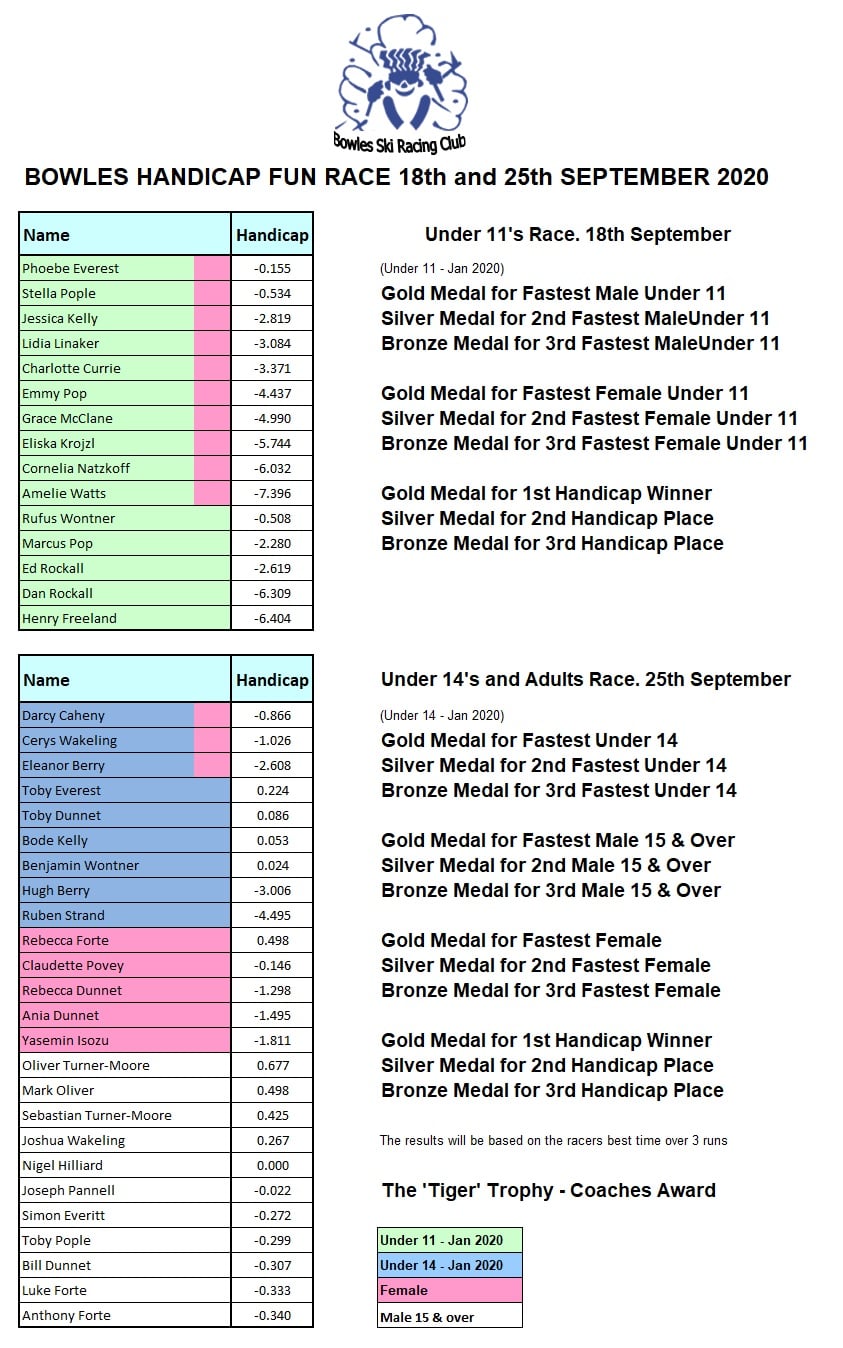 Bowles Ski Racing Club
BOWLES HANDICAP FUN RACE 18th and 25th SEPTEMBER 2020
Name Handicap
Phoebe Everest -0.155
Stella Pople -0.534
Jessica Kelly -2.819
Lidia Linaker -3.084
Charlotte Currie -3.371
Emmy Pop -4.437
Grace McClane -4.990
Eliska Krojzl -5.744
Cornelia Natzkoff -6.032
Amelie Watts -7.396
Rufus Wontner -0.508
Marcus Pop -2.280
Ed Rockall -2.619
Dan Rockall -6.309
Henry Freeland -6.404
Under 11's Race. 18th September
(Under 11 - Jan 2020)
Gold Medal for Fastest Male Under 11
Silver Medal for 2nd Fastest MaleUnder 11
Bronze Medal for 3rd Fastest MaleUnder 11
Gold Medal for Fastest Female Under 11
Silver Medal for 2nd Fastest Female Under 11
Bronze Medal for 3rd Fastest Female Under 11
Gold Medal for 1st Handicap Winner
Silver Medal for 2nd Handicap Place
Bronze Medal for 3rd Handicap Place
Name Handicap
Darcy Caheny -0.866
Cerys Wakeling -1.026
Eleanor Berry -2.608
Toby Everest 0.224
Toby Dunnet 0.086
Bode Kelly 0.053
Benjamin Wontner 0.024
Hugh Berry -3.006
Ruben Strand -4.495
Rebecca Forte 0.498
Claudette Povey -0.146
Rebecca Dunnet -1.298
Ania Dunnet -1.495
Yasemin Isozu -1.811
Oliver Turner-Moore 0.677
Mark Oliver 0.498
Sebastian Turner-Moore 0.425
Joshua Wakeling 0.267
Nigel Hilliard 0.000
Joseph Pannell -0.022
Simon Everitt -0.272
Toby Pople -0.299
Bill Dunnet -0.307
Luke Forte -0.333
Anthony Forte -0.340
Under 14's and Adults Race. 25th September
(Under 14 - Jan 2020)
Gold Medal for Fastest Under 14
Silver Medal for 2nd Fastest Under 14
Bronze Medal for 3rd Fastest Under 14
Gold Medal for Fastest Male 15 & Over
Silver Medal for 2nd Male 15 & Over
Bronze Medal for 3rd Male 15 & Over
Gold Medal for Fastest Female
Silver Medal for 2nd Fastest Female
Bronze Medal for 3rd Fastest Female
Gold Medal for 1st Handicap Winner
Silver Medal for 2nd Handicap Place
Bronze Medal for 3rd Handicap Place
The results will be based on the racers best time over 3 runs
The 'Tiger' Trophy - Coaches Award
Under 11 - Jan 2020
Under 14 - Jan 2020
Female
Male 15 & over